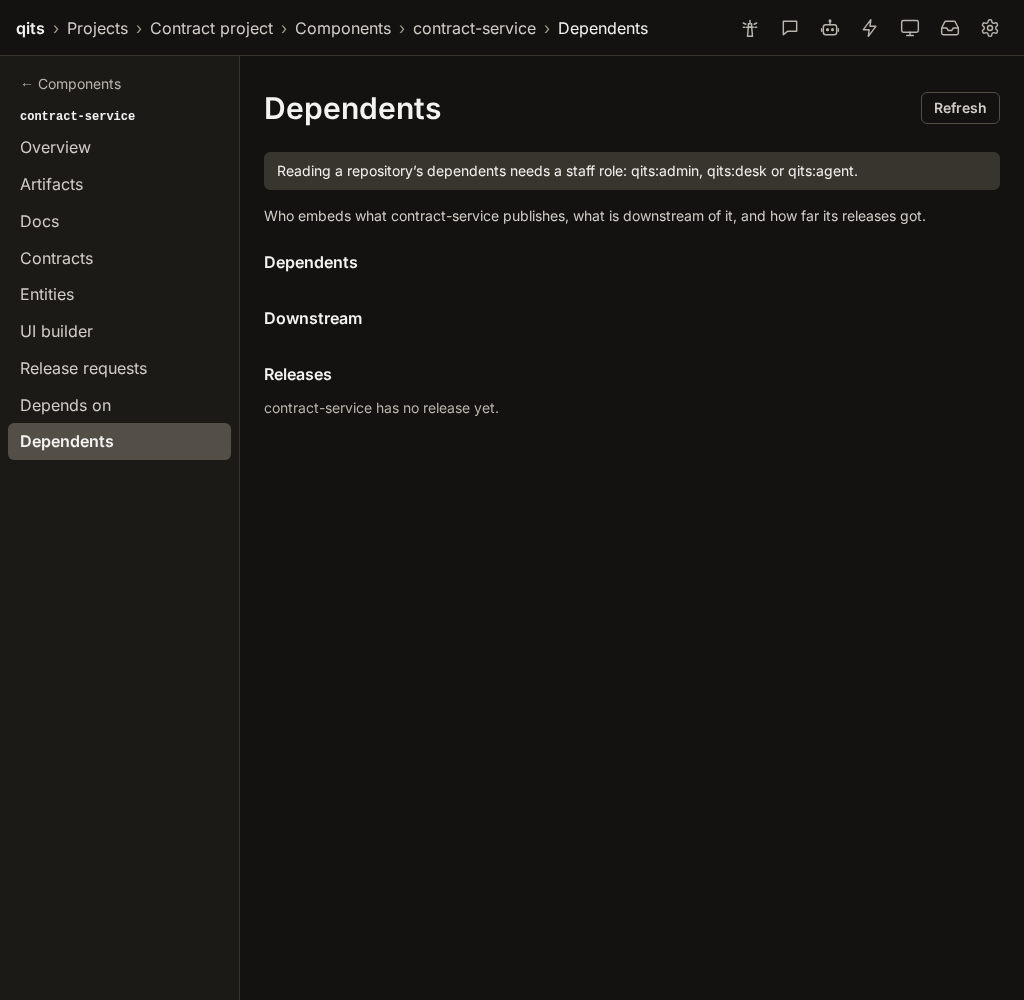 qits › Projects › Contract project › Components › contract-service › Dependents
← Components
contract-service
Overview
Artifacts
Docs
Contracts
Entities
UI builder
Release requests
Depends on
Dependents
Dependents
Refresh
Reading a repository’s dependents needs a staff role: qits:admin, qits:desk or qits:agent.
Who embeds what contract-service publishes, what is downstream of it, and how far its releases got.
Dependents
Downstream
Releases
contract-service has no release yet.